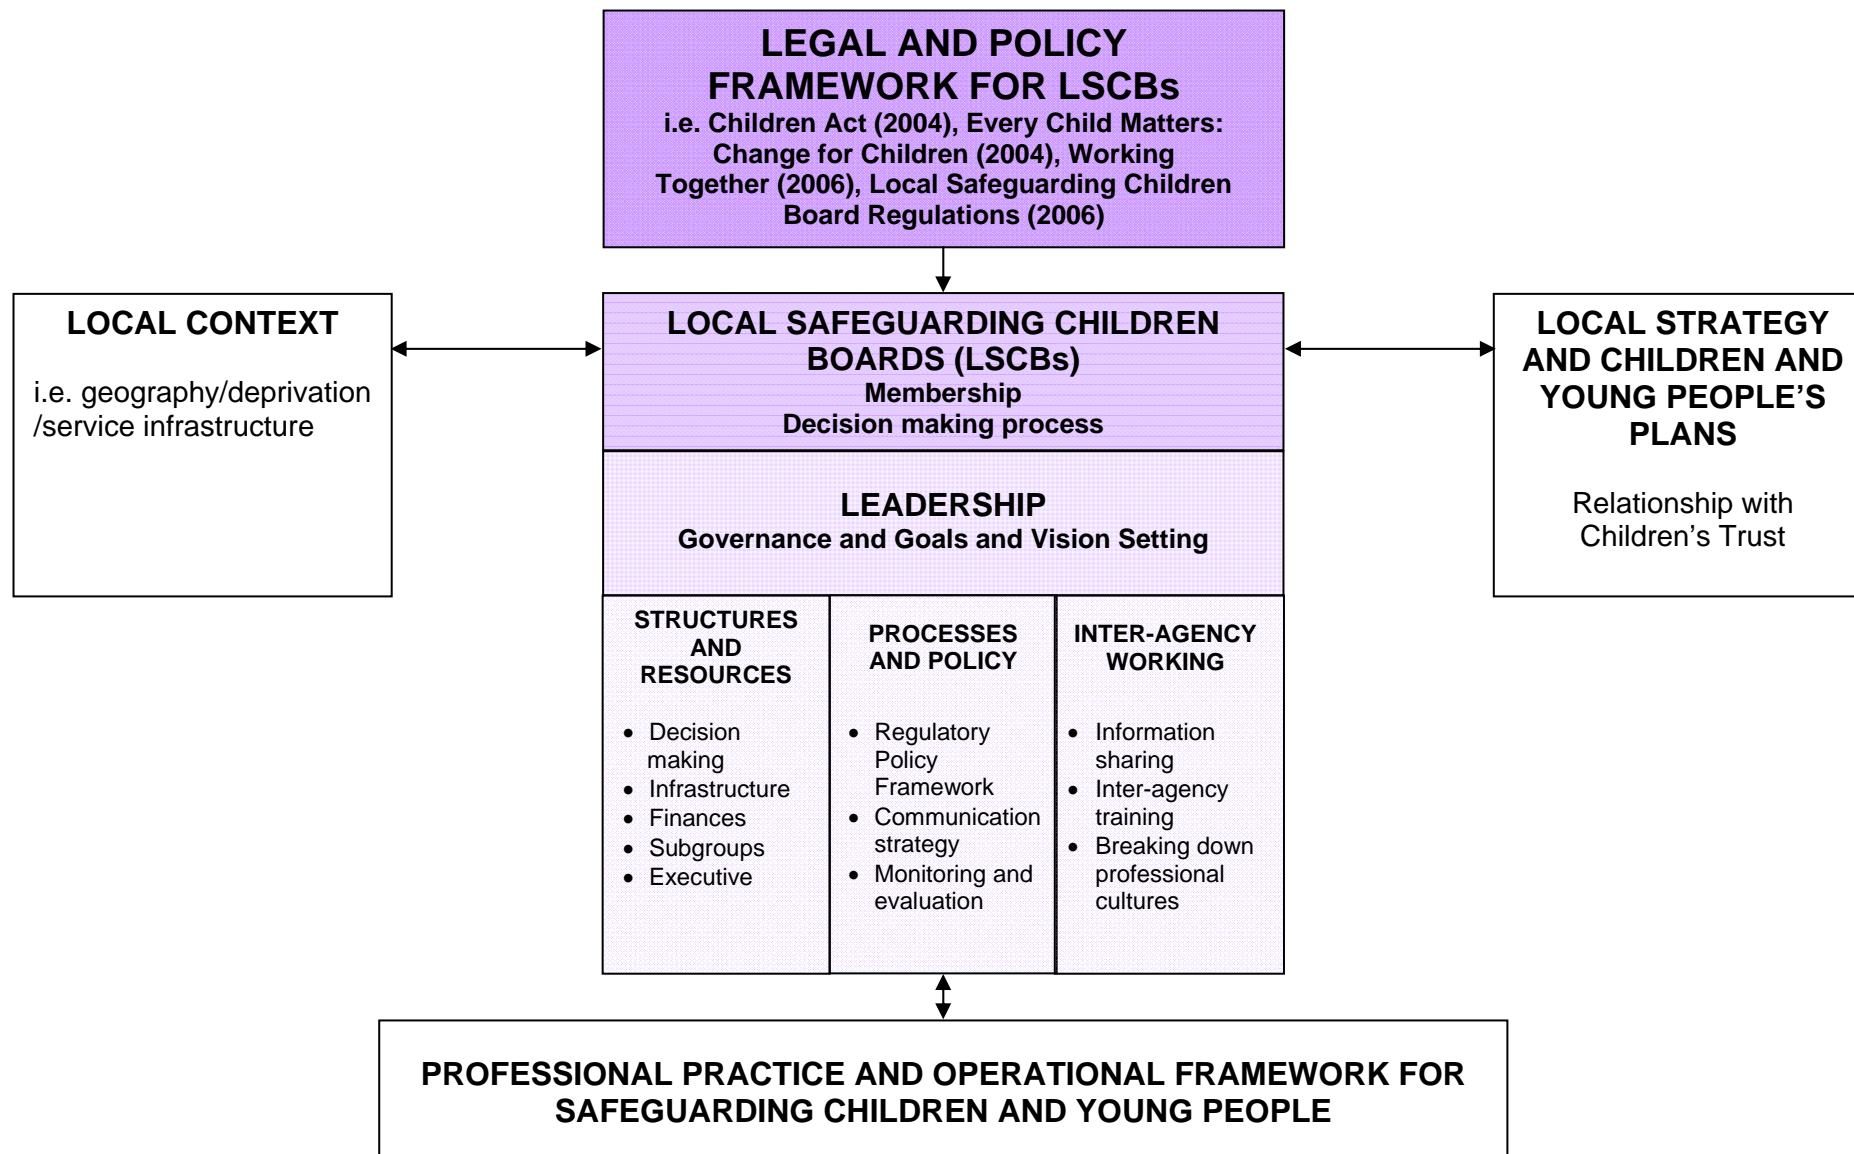 LEGAL AND POLICY
FRAMEWORK FOR LSCBs
i.e. Children Act (2004), Every Child Matters:
Change for Children (2004), Working
Together (2006), Local Safeguarding Children
Board Regulations (2006)
LOCAL CONTEXT
i.e. geography/deprivation
/service infrastructure
LOCAL SAFEGUARDING CHILDREN
BOARDS (LSCBs)
Membership
Decision making process
LOCAL STRATEGY
AND CHILDREN AND
YOUNG PEOPLE’S
PLANS
Relationship with
Children’s Trust
LEADERSHIP
Governance and Goals and Vision Setting
STRUCTURES
AND
RESOURCES
• Decision
making
• Infrastructure
• Finances
• Subgroups
• Executive
PROCESSES
AND POLICY
• Regulatory
Policy
Framework
• Communication
strategy
• Monitoring and
evaluation
INTER-AGENCY
WORKING
• Information
sharing
• Inter-agency
training
• Breaking down
professional
cultures
PROFESSIONAL PRACTICE AND OPERATIONAL FRAMEWORK FOR
SAFEGUARDING CHILDREN AND YOUNG PEOPLE